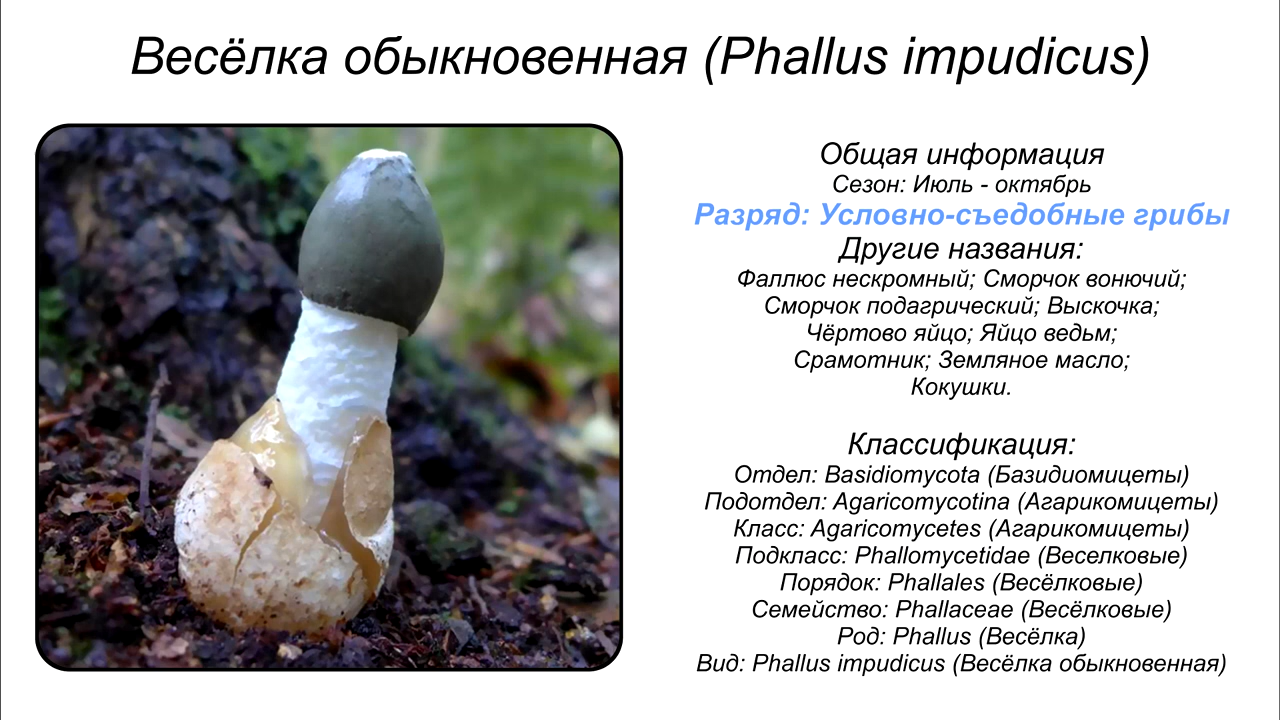 Весёлка обыкновенная (Phallus impudicus)
Общая информация
Сезон: Июль - октябрь
Разряд: Условно-съедобные грибы
Другие названия:
Фаллюс нескромный; Сморчок вонючий;
Сморчок подагрический; Выскочка;
Чёртово яйцо; Яйцо ведьм;
Срамотник; Земляное масло;
Кокушки.
Классификация:
Отдел: Basidiomycota (Базидиомицеты)
Подотдел: Agaricomycotina (Агарикомицеты)
Класс: Agaricomycetes (Агарикомицеты)
Подкласс: Phallomycetidae (Веселковые)
Порядок: Phallales (Весёлковые)
Семейство: Phallaceae (Весёлковые)
Род: Phallus (Весёлка)
Вид: Phallus impudicus (Весёлка обыкновенная)